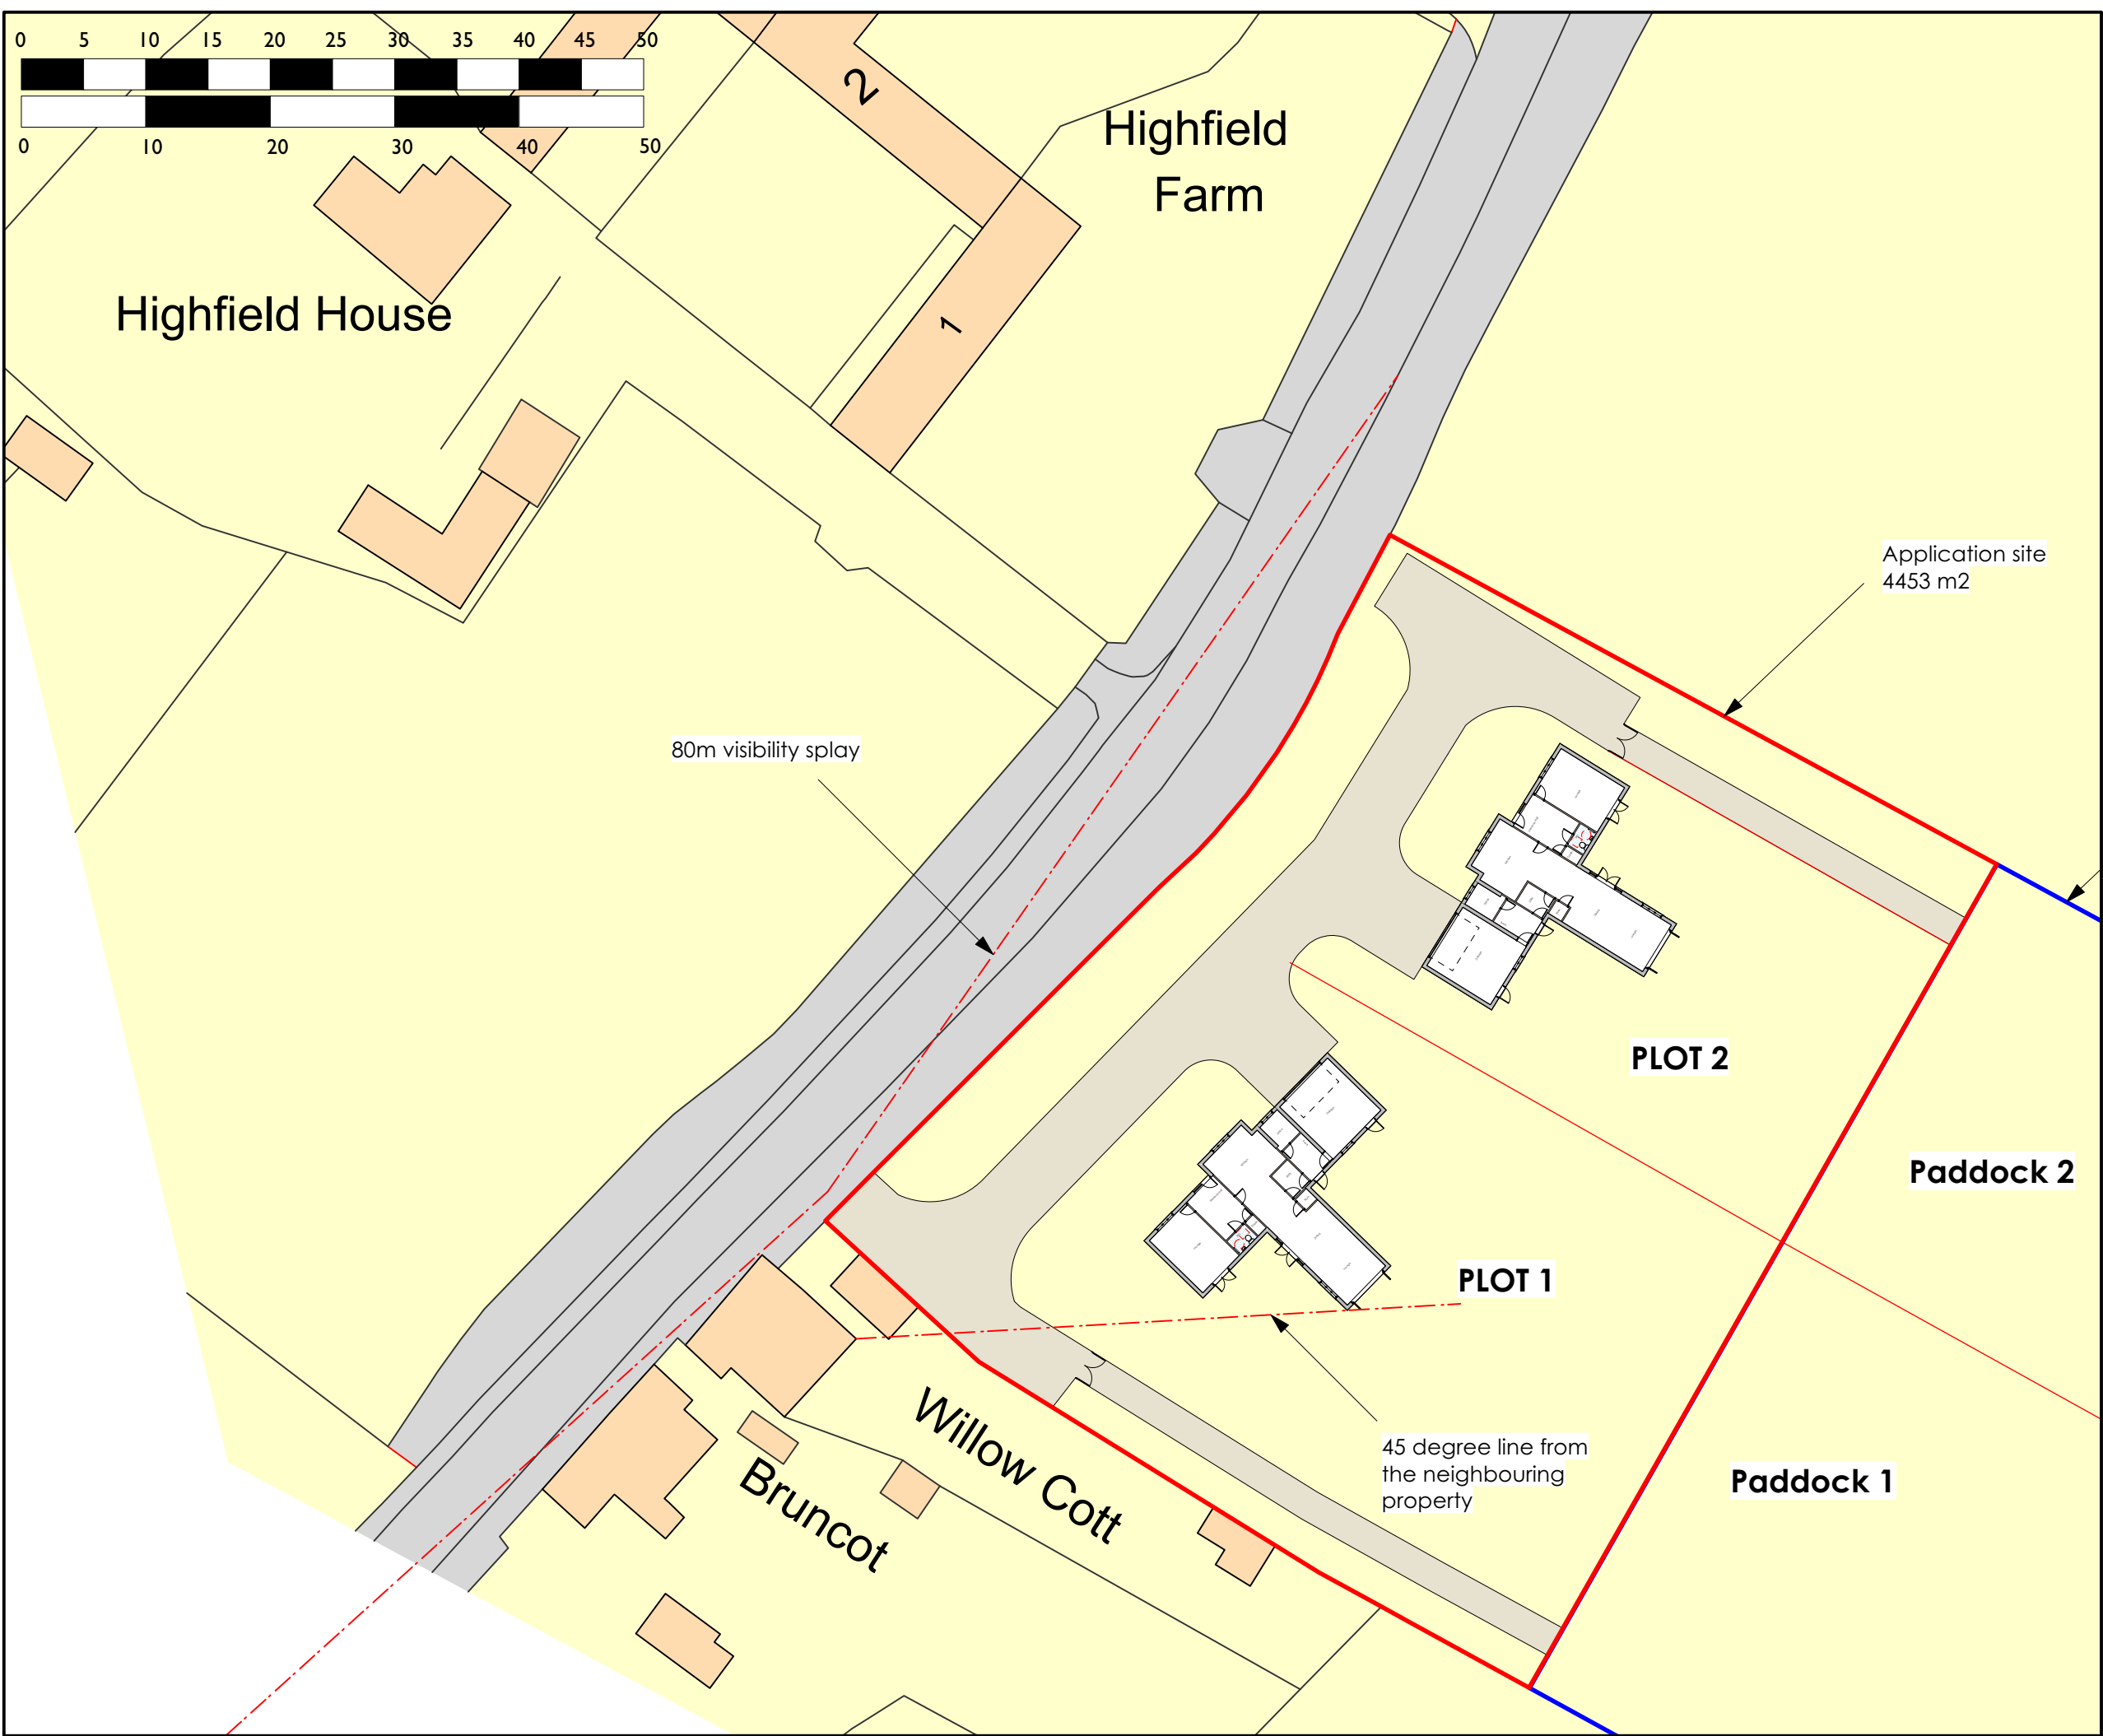 0 5 10 15 20 25 30 35 40 45 50
0 10 20 30 40 50
2
Highfield
Farm
Highfield House
1
Application site
4453 m2
80m visibility splay
PLOT 2
Paddock 2
PLOT 1
45 degree line from
the neighbouring
property
Willow Cott
Bruncot
Paddock 1